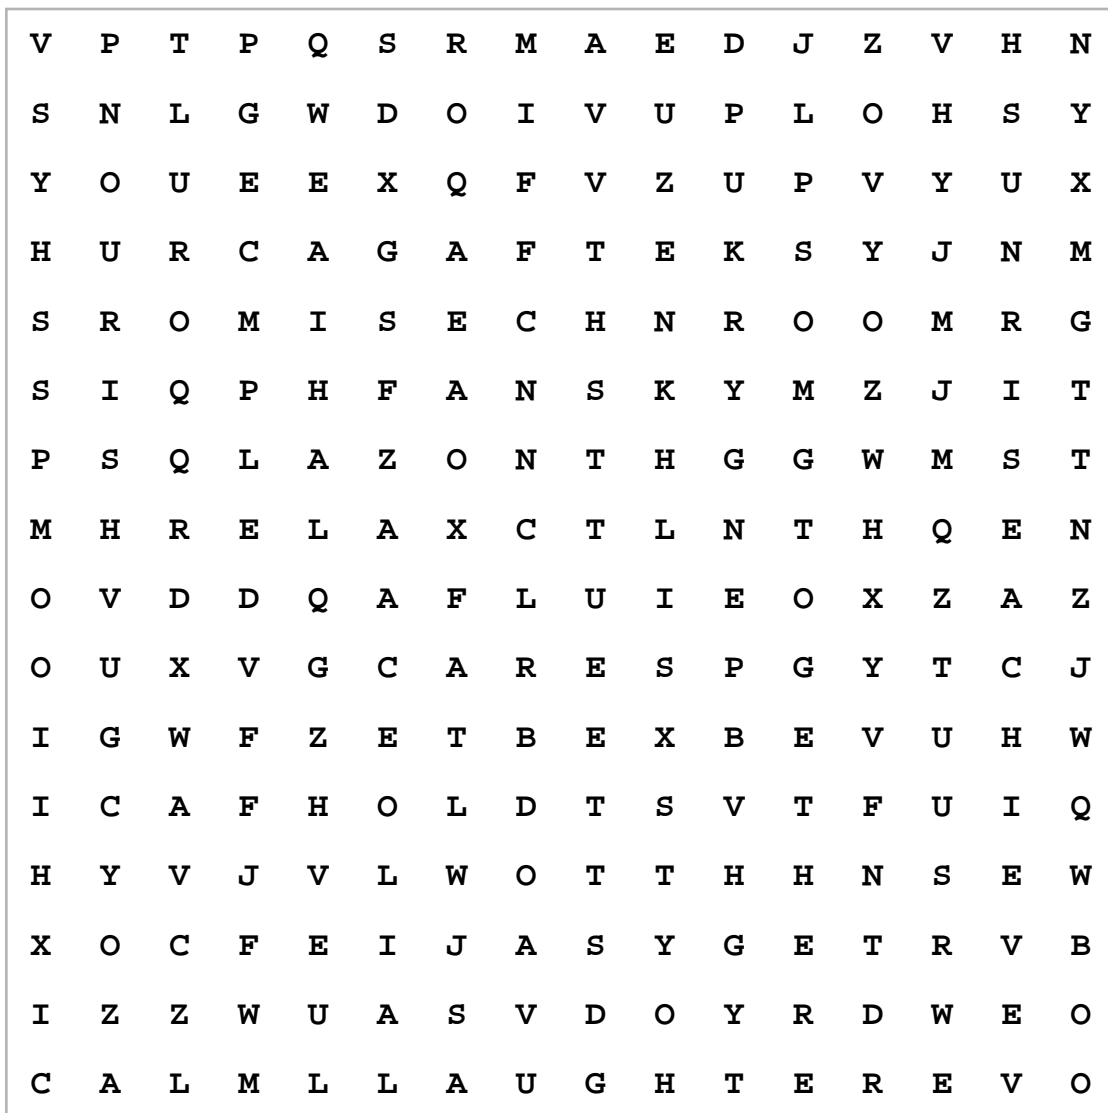 V P T P Q S R M A E D J Z V H N
S N L G W D O I V U P L O H S Y
Y O U E E X Q F V Z U P V Y U X
H U R C A G A F T E K S Y J N M
S R O M I S E C H N R O O M R G
S I Q P H F A N S K Y M Z J I T
P S Q L A Z O N T H G G W M S T
M H R E L A X C T L N T H Q E N
O V D D Q A F L U I E O X Z A Z
O U X V G C A R E S P G Y T C J
I G W F Z E T B E X B E V U H W
I C A F H O L D T S V T F U I Q
H Y V J V L W O T T H H N S E W
X O C F E I J A S Y G E T R V B
I Z Z W U A S V D O Y R D W E O
C A L M L L A U G H T E R E V O